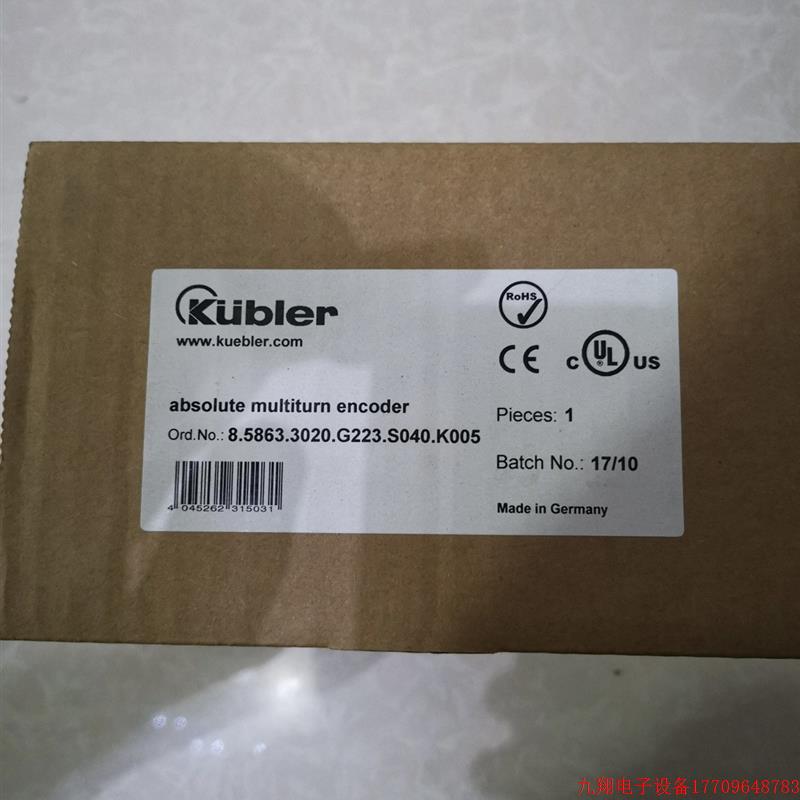 Kübler
www.kuebler.com
RoHS
CE
c UL US
absolute multiturn encoder
Ord.No.: 8.5863.3020.G223.S040.K005
4 045262 315031
Pieces: 1
Batch No.: 17/10
Made in Germany
九翔电子设备17709648783